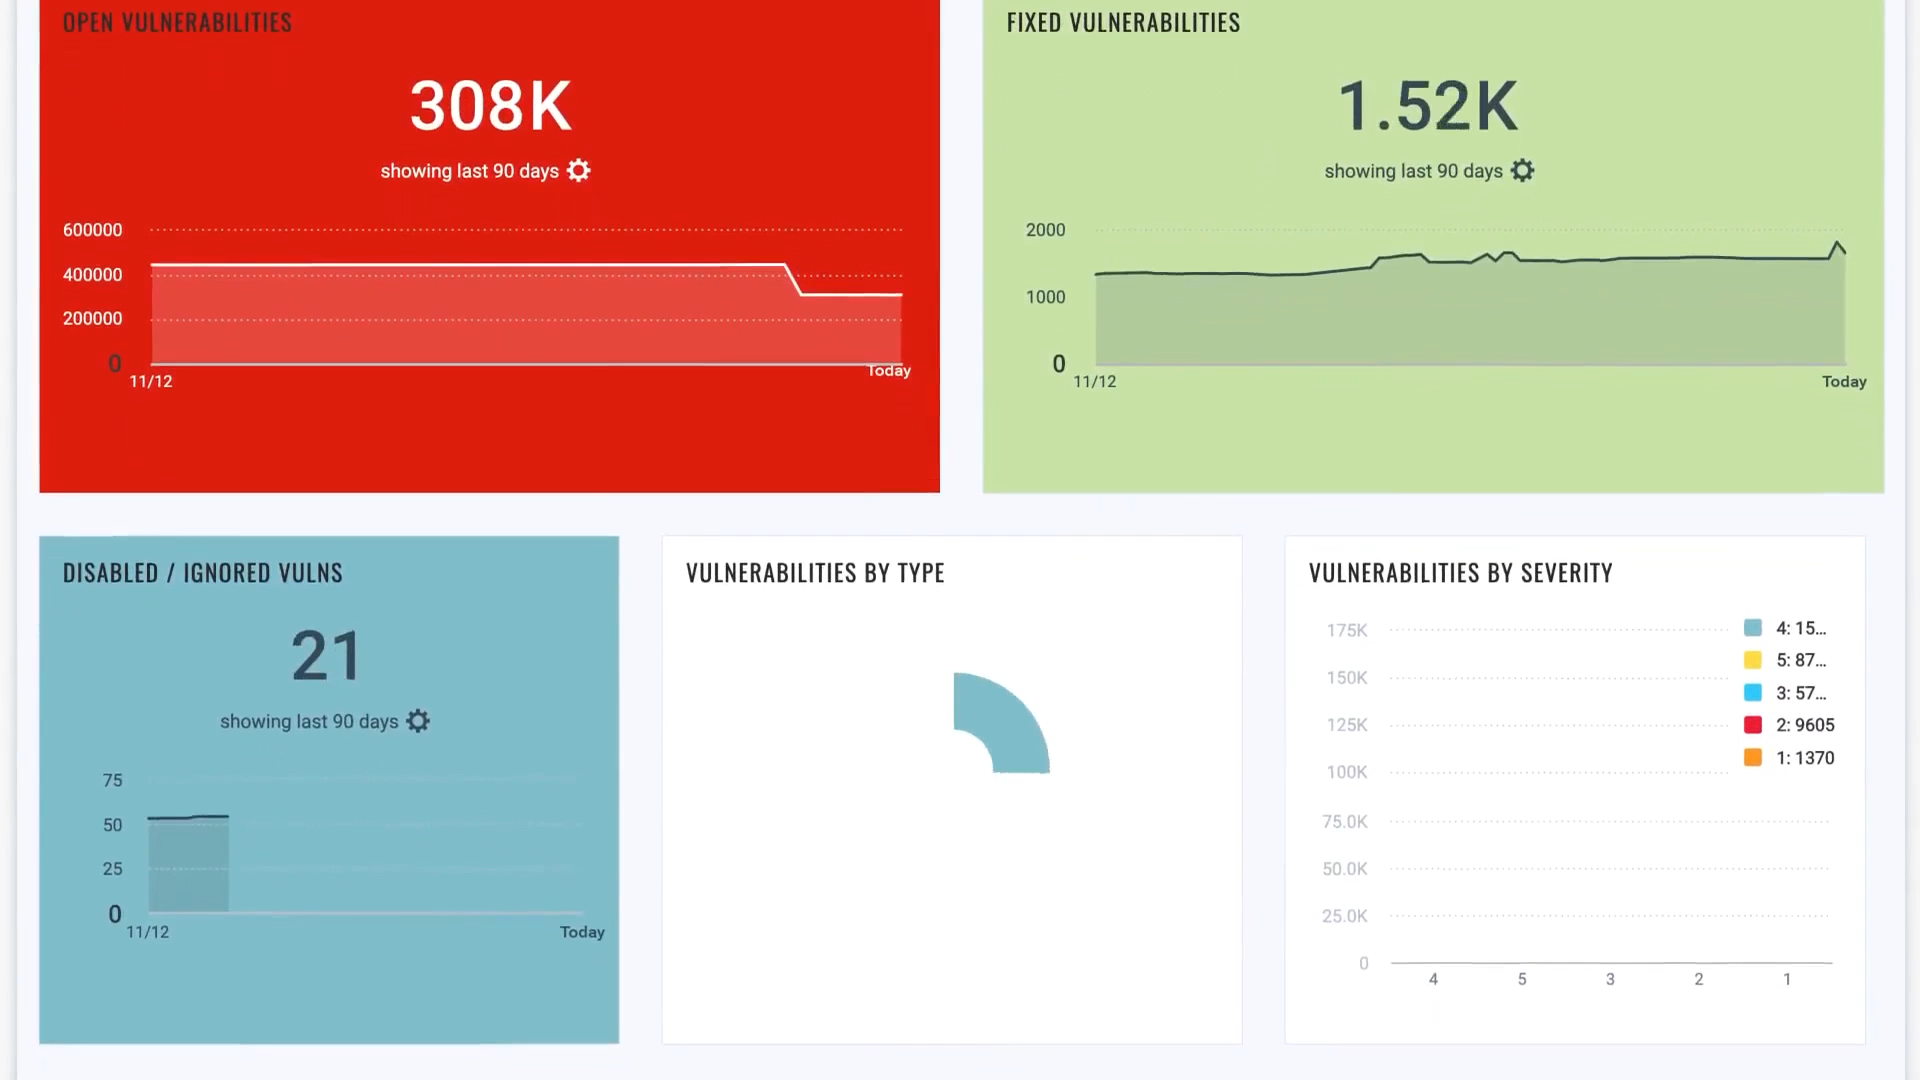 OPEN VULNERABILITIES
308K
showing last 90 days
600000
400000
200000
0
11/12
Today
FIXED VULNERABILITIES
1.52K
showing last 90 days
2000
1000
0
11/12
Today
DISABLED / IGNORED VULNS
21
showing last 90 days
75
50
25
0
11/12
Today
VULNERABILITIES BY TYPE
VULNERABILITIES BY SEVERITY
175K
150K
125K
100K
75.0K
50.0K
25.0K
0
4 5 3 2 1
4: 15...
5: 87...
3: 57...
2: 9605
1: 1370